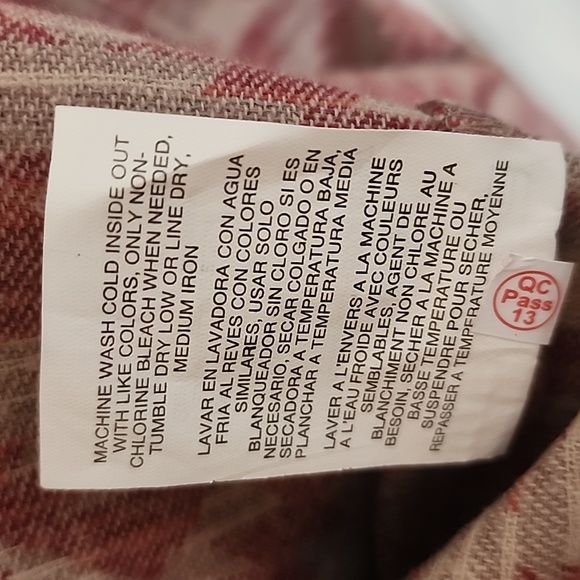 MACHINE WASH COLD INSIDE OUT
WITH LIKE COLORS, ONLY NON-
CHLORINE BLEACH WHEN NEEDED,
TUMBLE DRY LOW OR LINE DRY,
MEDIUM IRON
LAVAR EN LAVADORA CON AGUA
FRIA AL REVES CON COLORES
SIMILARES, USAR SOLO
BLANQUEADOR SIN CLORO SI ES
NECESARIO, SECAR COLGADO O EN
SECADORA A TEMPERATURA BAJA,
PLANCHAR A TEMPERATURA MEDIA
LAVER A L'ENVERS A LA MACHINE
A L'EAU FROIDE AVEC COULEURS
SEMBLABLES, AGENT DE
BLANCHIMENT NON CHLORE AU
BESOIN, SECHER A LA MACHINE A
BASSE TEMPERATURE OU
SUSPENDRE POUR SECHER,
REPASSER A TEMPERATURE MOYENNE
QC
Pass
13